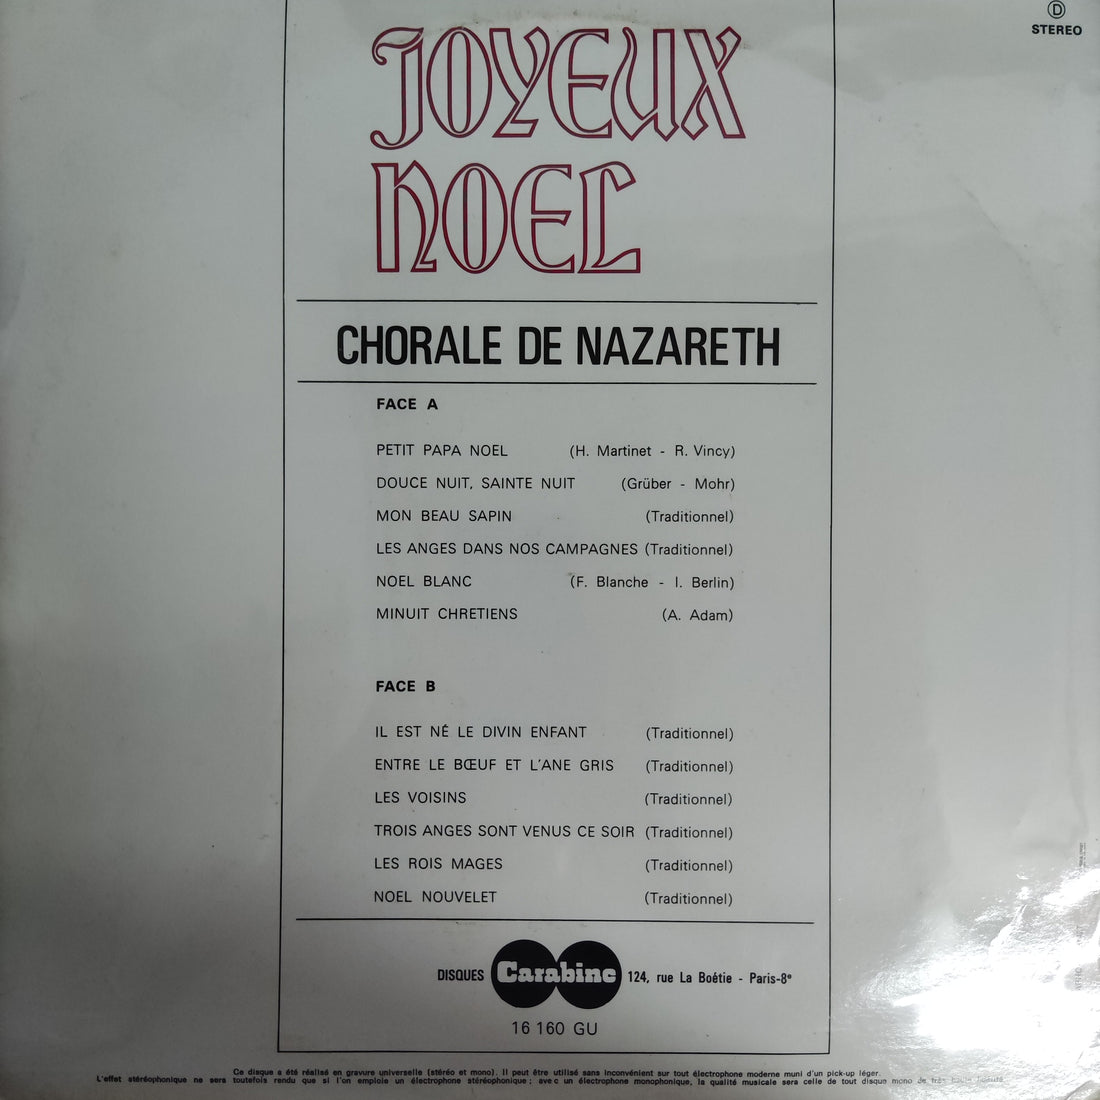 Ⓓ
STEREO
JOYEUX
NOEL
CHORALE DE NAZARETH
FACE A
PETIT PAPA NOEL (H. Martinet - R. Vincy)
DOUCE NUIT, SAINTE NUIT (Grüber - Mohr)
MON BEAU SAPIN (Traditionnel)
LES ANGES DANS NOS CAMPAGNES (Traditionnel)
NOEL BLANC (F. Blanche - I. Berlin)
MINUIT CHRETIENS (A. Adam)
FACE B
IL EST NÉ LE DIVIN ENFANT (Traditionnel)
ENTRE LE BŒUF ET L'ANE GRIS (Traditionnel)
LES VOISINS (Traditionnel)
TROIS ANGES SONT VENUS CE SOIR (Traditionnel)
LES ROIS MAGES (Traditionnel)
NOEL NOUVELET (Traditionnel)
DISQUES Carabine 124, rue La Boétie - Paris-8e
16 160 GU
Ce disque a été réalisé en gravure universelle (stéréo et mono). Il peut être utilisé sans inconvénient sur tout électrophone moderne muni d'un pick-up léger.
L'effet stéréophonique ne sera toutefois rendu que si l'on emploie un électrophone stéréophonique ; avec un électrophone monophonique, la qualité musicale sera celle de tout disque mono de très haute fidélité.